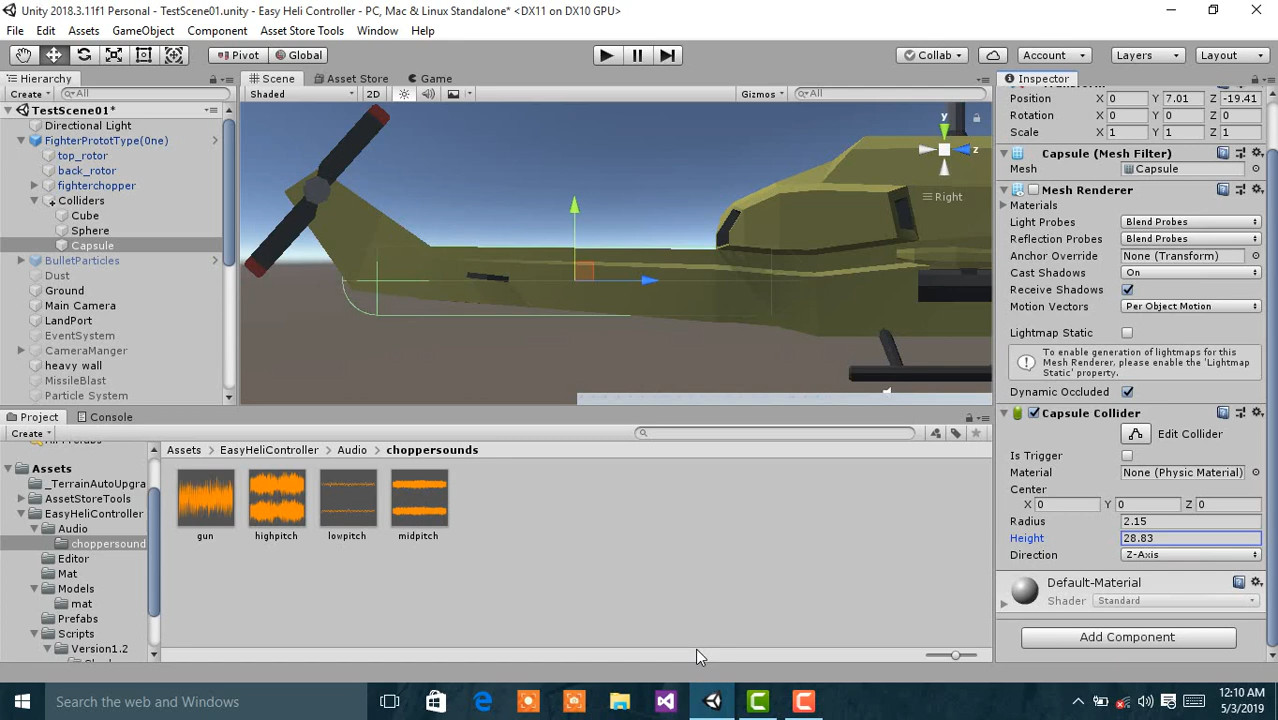 Unity 2018.3.11f1 Personal - TestScene01.unity - Easy Heli Controller - PC, Mac & Linux Standalone* <DX11 on DX10 GPU>
File Edit Assets GameObject Component Asset Store Tools Window Help
Pivot Global Collab Account Layers Layout
Hierarchy Scene Asset Store Game Inspector
Create All Shaded 2D Gizmos All
TestScene01*
Directional Light
FighterPrototType(0ne)
top_rotor
back_rotor
fighterchopper
Colliders
Cube
Sphere
Capsule
BulletParticles
Dust
Ground
Main Camera
LandPort
EventSystem
CameraManger
heavy wall
MissileBlast
Particle System
y
z
Right
Position X 0 Y 7.01 Z -19.41
Rotation X 0 Y 0 Z 0
Scale X 1 Y 1 Z 1
Capsule (Mesh Filter)
Mesh Capsule
Mesh Renderer
Materials
Light Probes Blend Probes
Reflection Probes Blend Probes
Anchor Override None (Transform)
Cast Shadows On
Receive Shadows
Motion Vectors Per Object Motion
Lightmap Static
To enable generation of lightmaps for this
Mesh Renderer, please enable the 'Lightmap
Static' property.
Dynamic Occluded
Capsule Collider
Edit Collider
Is Trigger
Material None (Physic Material)
Center
X 0 Y 0 Z 0
Radius 2.15
Height 28.83
Direction Z-Axis
Default-Material
Shader Standard
Add Component
Project Console
Create
Assets
_TerrainAutoUpgra
AssetStoreTools
EasyHeliController
Audio
choppersound
Editor
Mat
Models
mat
Prefabs
Scripts
Version1.2
Assets EasyHeliController Audio choppersounds
gun highpitch lowpitch midpitch
Search the web and Windows
12:10 AM
5/3/2019